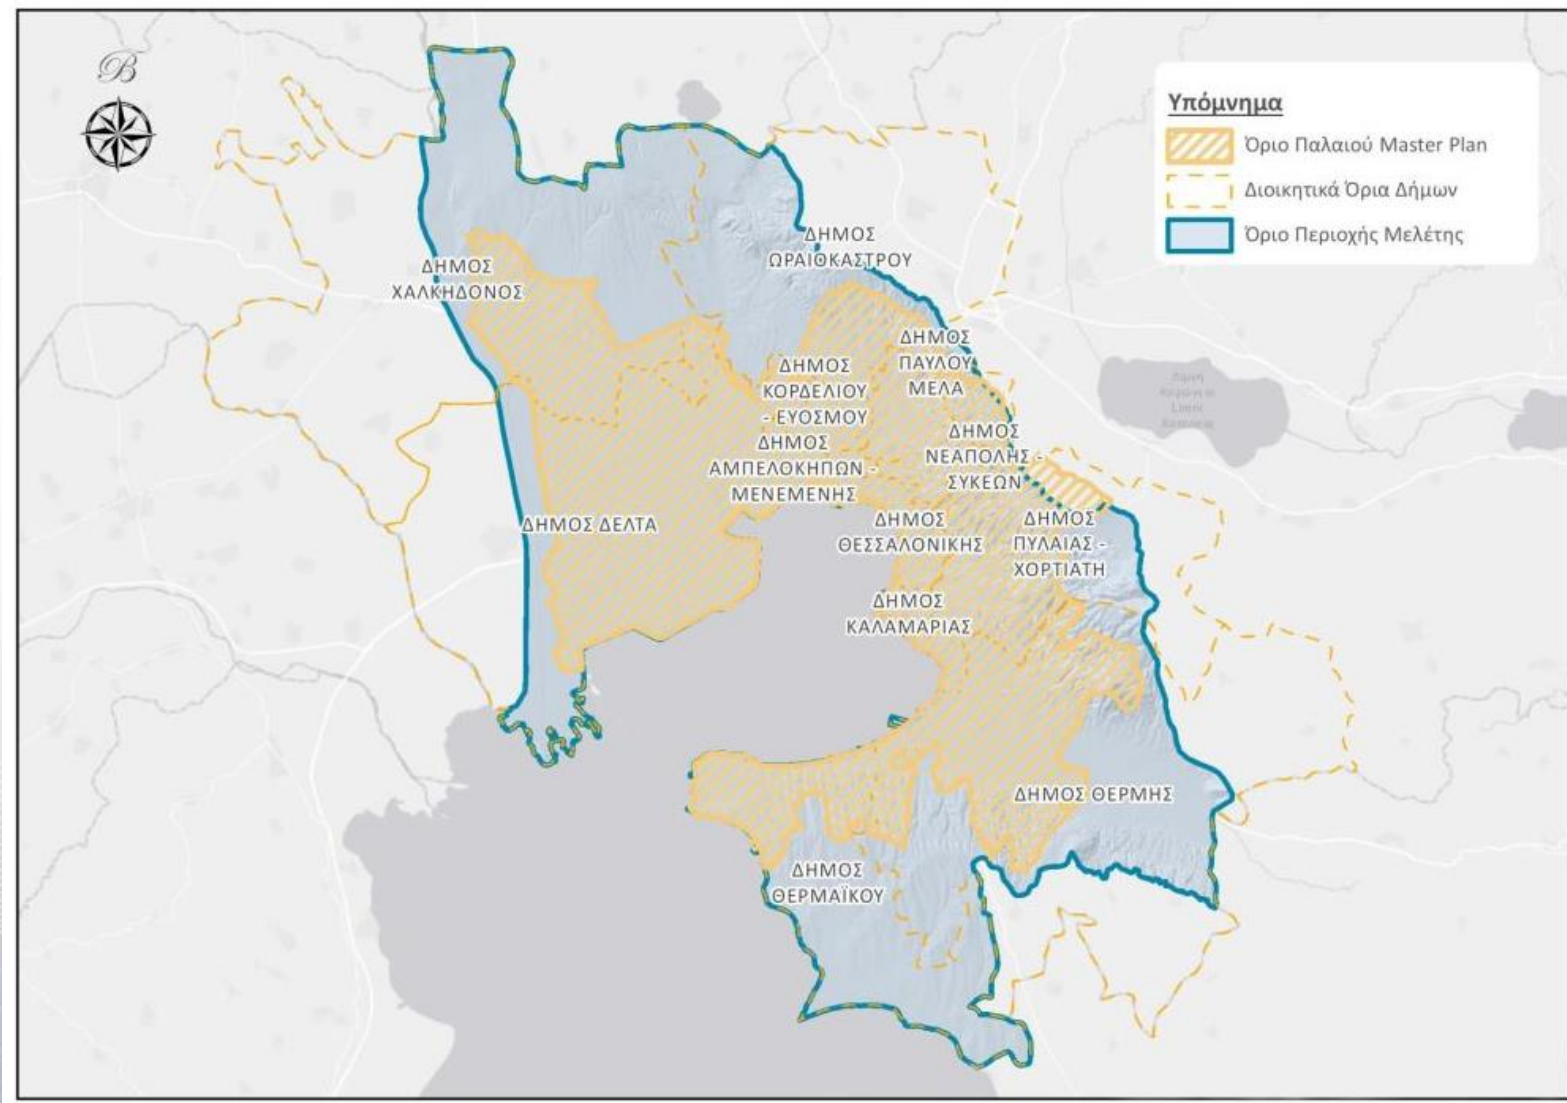 B
Υπόμνημα
Όριο Παλαιού Master Plan
Διοικητικά Όρια Δήμων
Όριο Περιοχής Μελέτης
ΔΗΜΟΣ
ΩΡΑΙΟΚΑΣΤΡΟΥ
ΔΗΜΟΣ
ΧΑΛΚΗΔΟΝΟΣ
ΔΗΜΟΣ
ΠΑΥΛΟΥ
ΜΕΛΑ
ΔΗΜΟΣ
ΚΟΡΔΕΛΙΟΥ
- ΕΥΟΣΜΟΥ
ΔΗΜΟΣ
ΑΜΠΕΛΟΚΗΠΩΝ -
ΜΕΝΕΜΕΝΗΣ
ΔΗΜΟΣ
ΝΕΑΠΟΛΗΣ -
ΣΥΚΕΩΝ
ΔΗΜΟΣ ΔΕΛΤΑ
ΔΗΜΟΣ
ΘΕΣΣΑΛΟΝΙΚΗΣ
ΔΗΜΟΣ
ΠΥΛΑΙΑΣ -
ΧΟΡΤΙΑΤΗ
ΔΗΜΟΣ
ΚΑΛΑΜΑΡΙΑΣ
ΔΗΜΟΣ ΘΕΡΜΗΣ
ΔΗΜΟΣ
ΘΕΡΜΑΪΚΟΥ